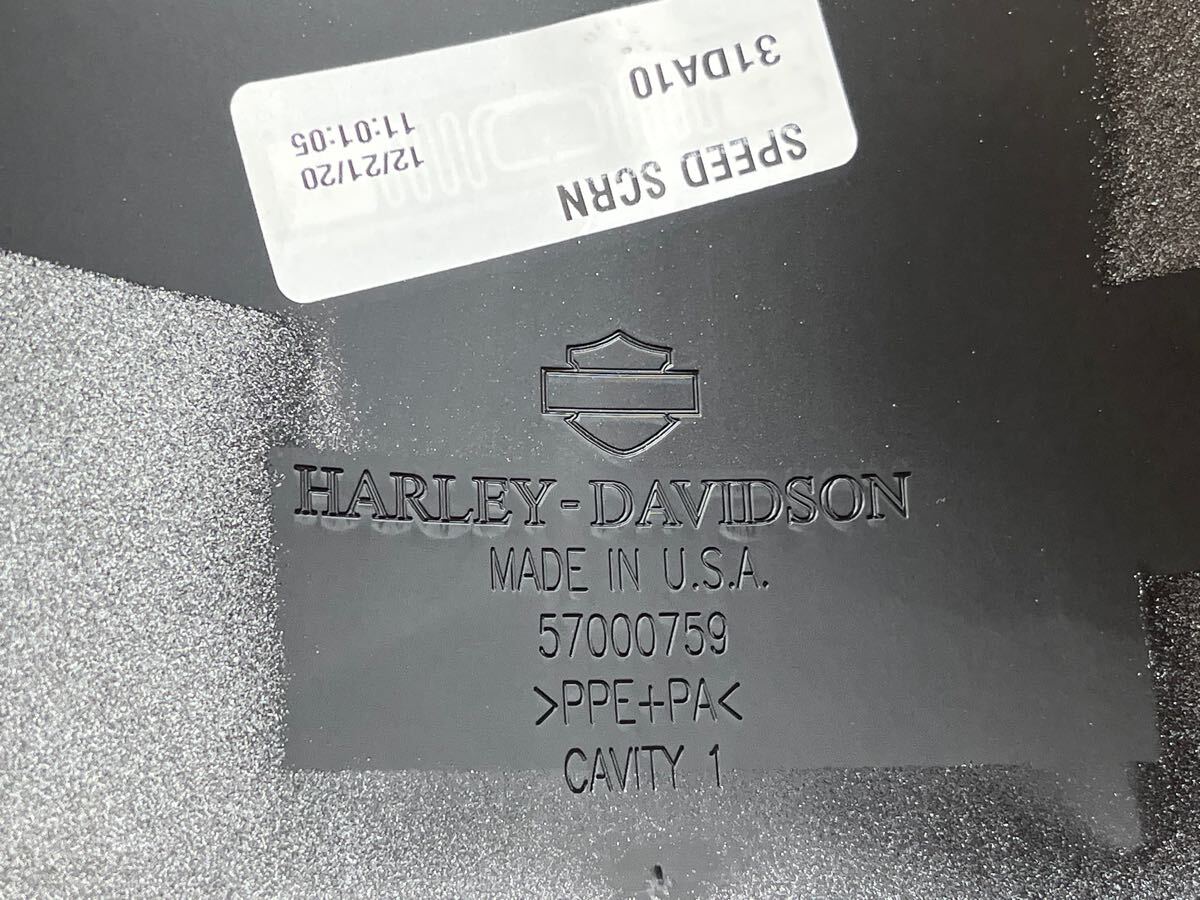 SPEED SCRN
31DA10
12/21/20
11:01:05
HARLEY-DAVIDSON
MADE IN U.S.A.
57000759
>PPE+PA<
CAVITY 1